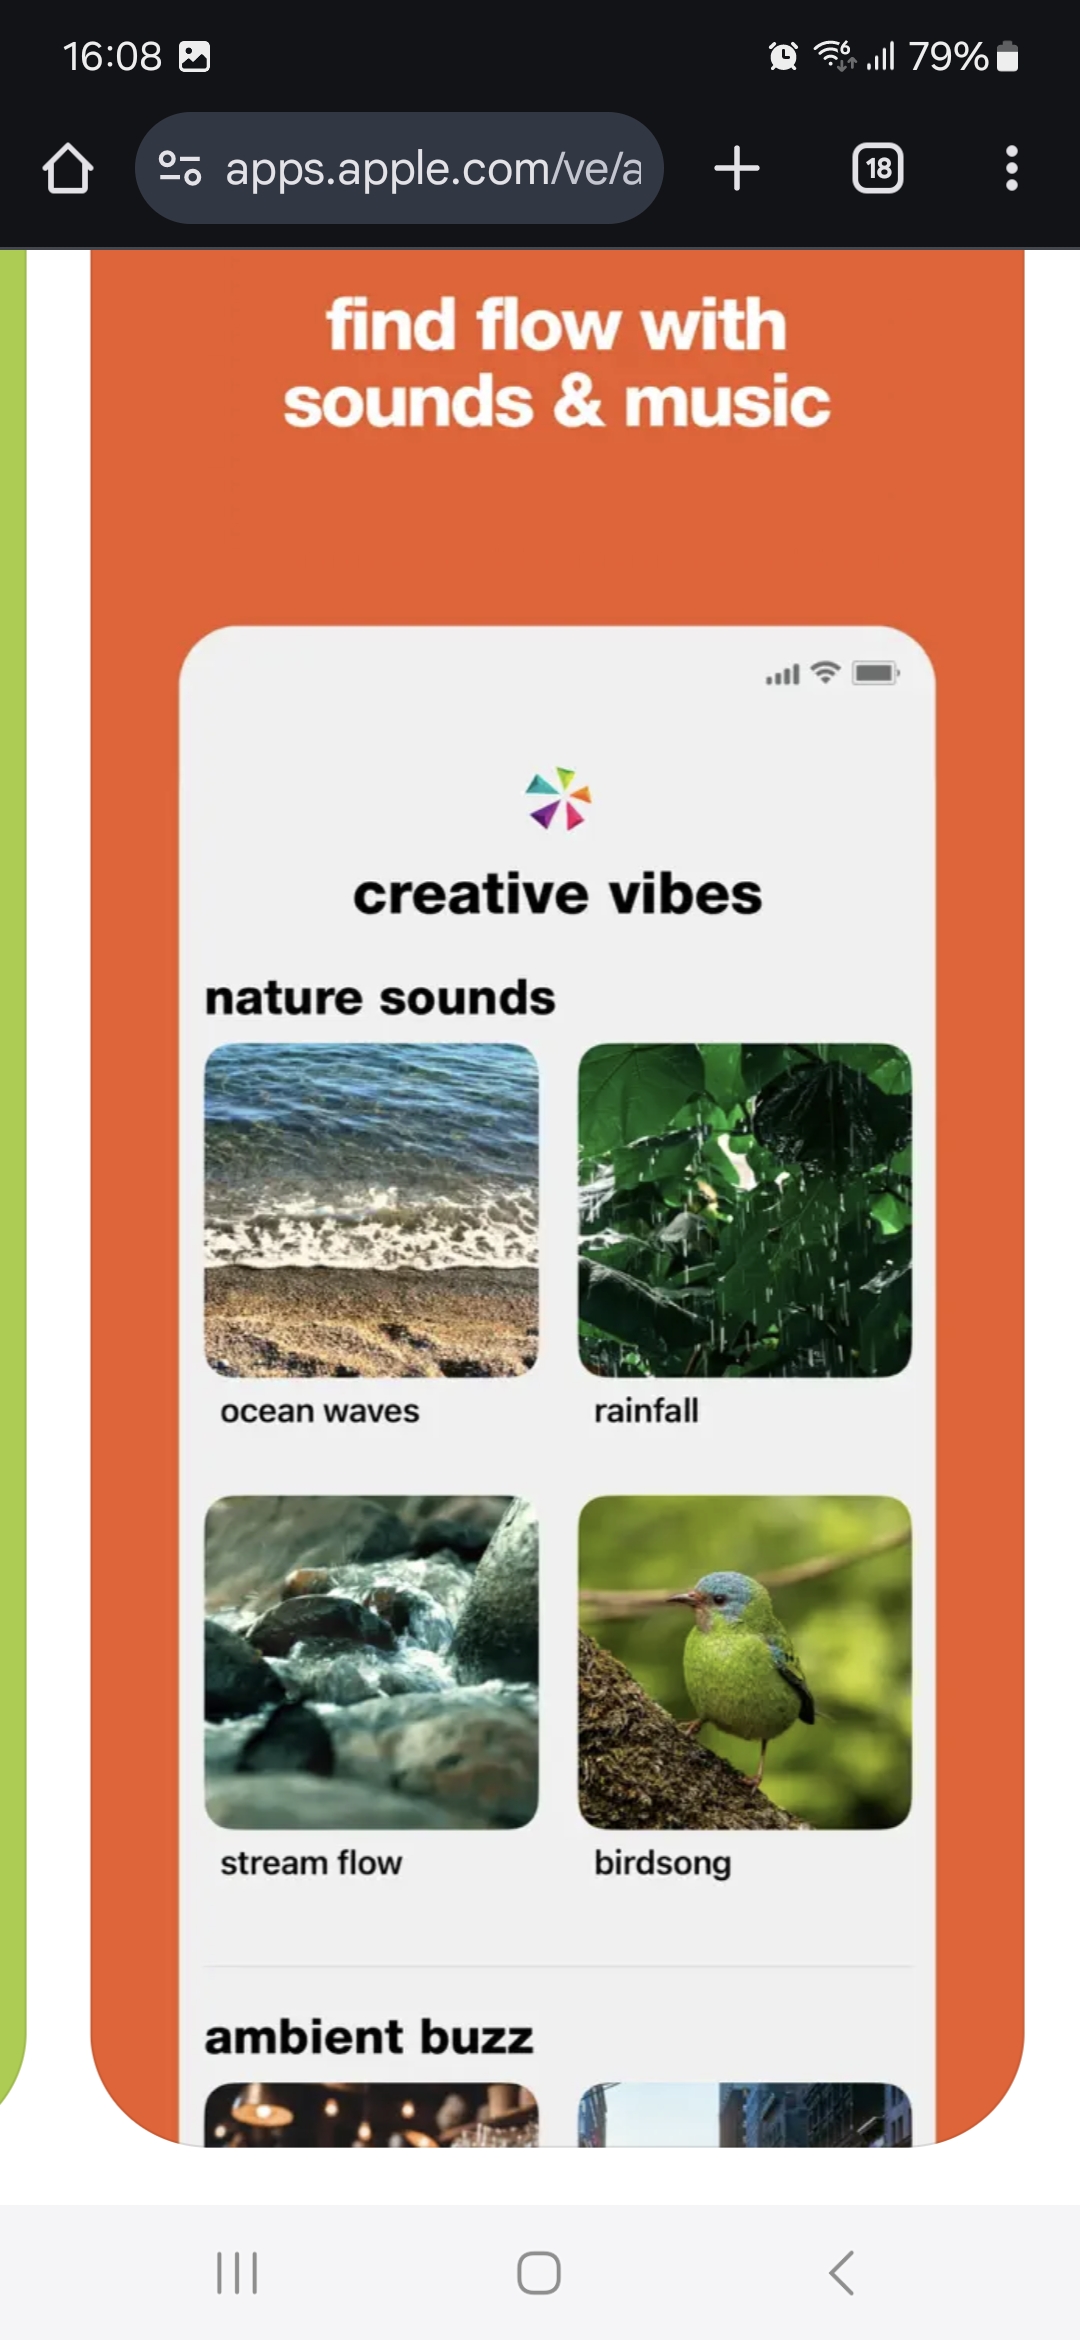 16:08
79%
apps.apple.com/ve/a
18
find flow with
sounds & music
creative vibes
nature sounds
ocean waves
rainfall
stream flow
birdsong
ambient buzz